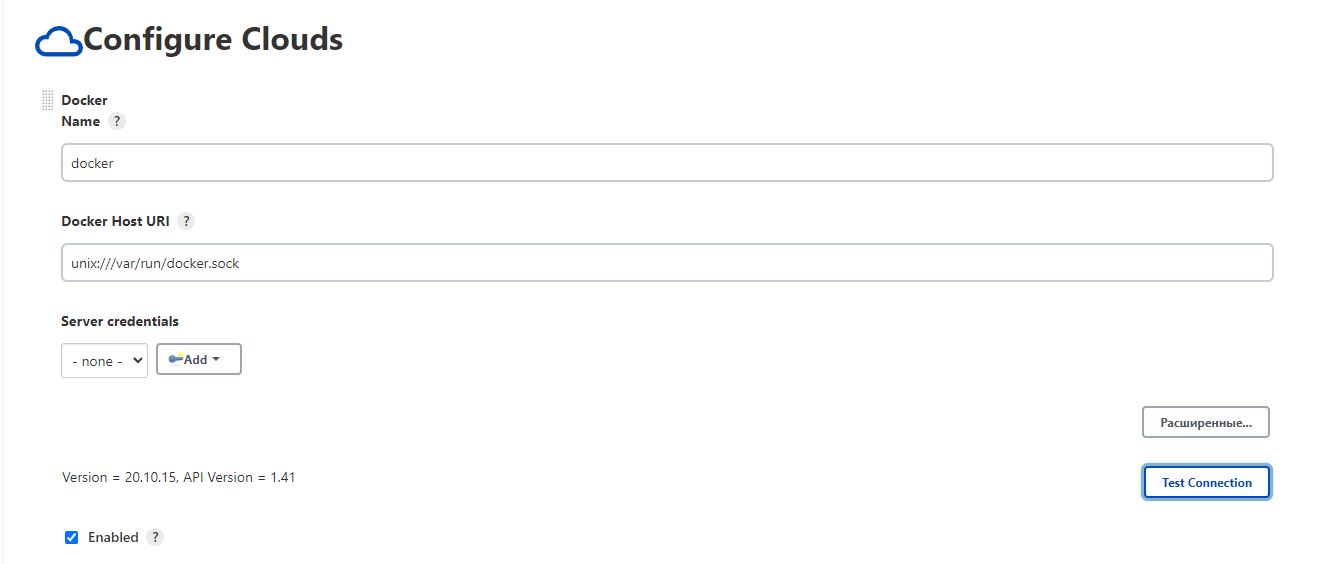 Configure Clouds
Docker
Name ?
docker
Docker Host URI ?
unix:///var/run/docker.sock
Server credentials
- none - Add
Расширенные...
Version = 20.10.15, API Version = 1.41 Test Connection
Enabled ?